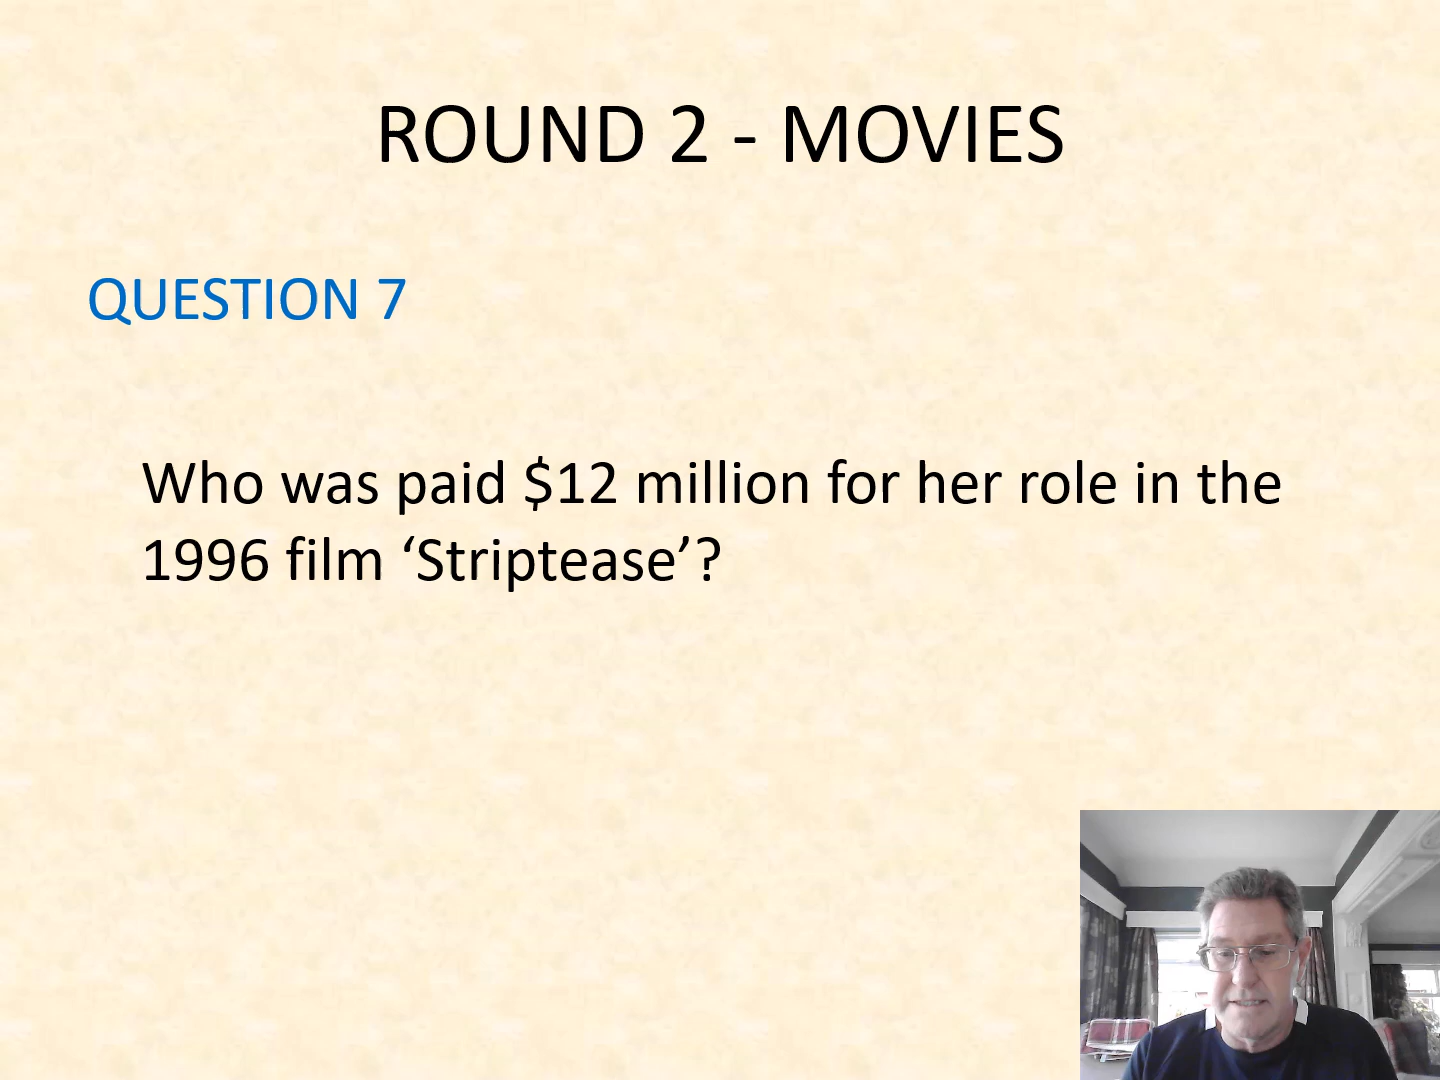 ROUND 2 - MOVIES
QUESTION 7
Who was paid $12 million for her role in the
1996 film ‘Striptease’?